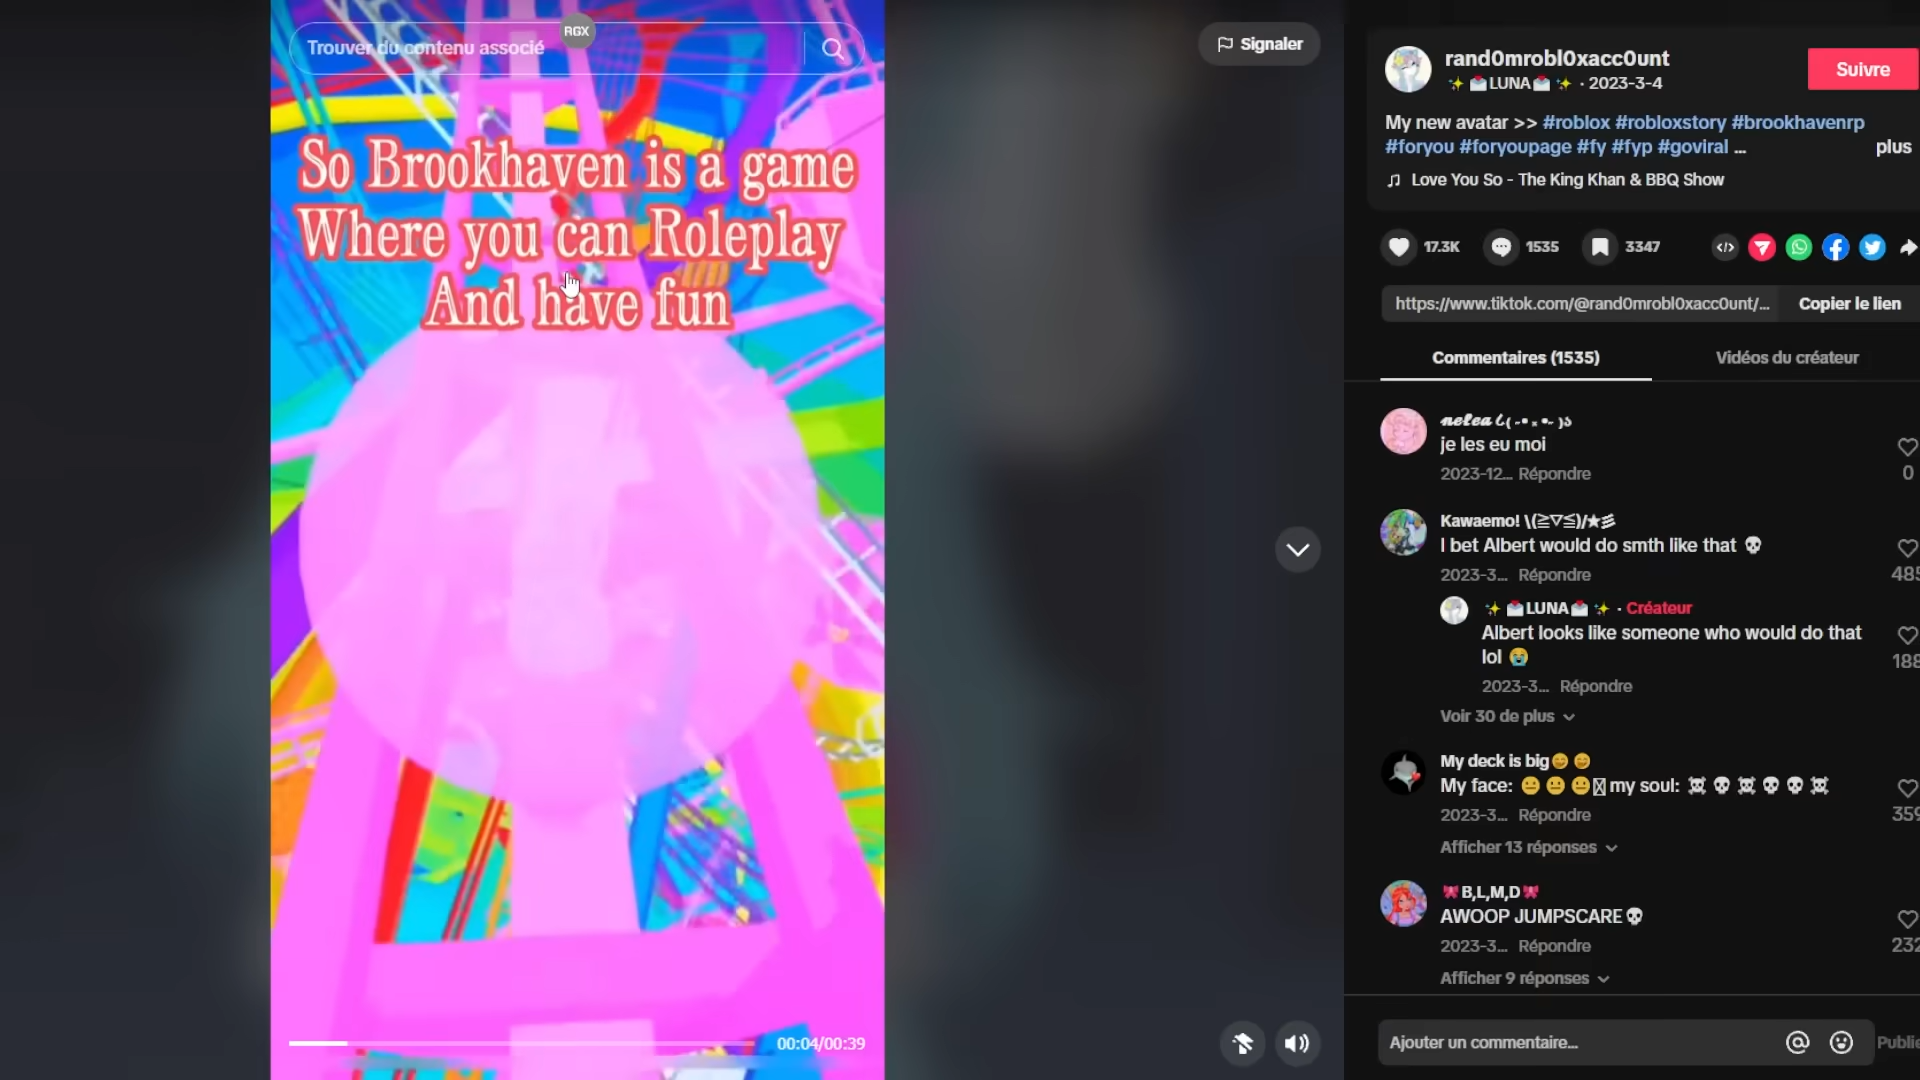 Trouver du contenu associé
RGX
So Brookhaven is a game
Where you can Roleplay
And have fun
00:04/00:39
Signaler
rand0mrobl0xacc0unt
✨💌LUNA💌✨ · 2023-3-4
Suivre
My new avatar >> #roblox #robloxstory #brookhavenrp
#foryou #foryoupage #fy #fyp #goviral ...
plus
♫ Love You So - The King Khan & BBQ Show
17.3K
1535
3347
https://www.tiktok.com/@rand0mrobl0xacc0unt/...
Copier le lien
Commentaires (1535)
Vidéos du créateur
je les eu moi
2023-12... Répondre
0
Kawaemo! \(≧▽≦)/★彡
I bet Albert would do smth like that 💀
2023-3... Répondre
485
✨💌LUNA💌✨ · Créateur
Albert looks like someone who would do that
lol 😭
188
2023-3... Répondre
Voir 30 de plus
My deck is big😊😊
My face: 😐😐😐 my soul: ☠💀☠💀💀☠
2023-3... Répondre
359
Afficher 13 réponses
🎀B,L,M,D🎀
AWOOP JUMPSCARE💀
2023-3... Répondre
232
Afficher 9 réponses
Ajouter un commentaire...